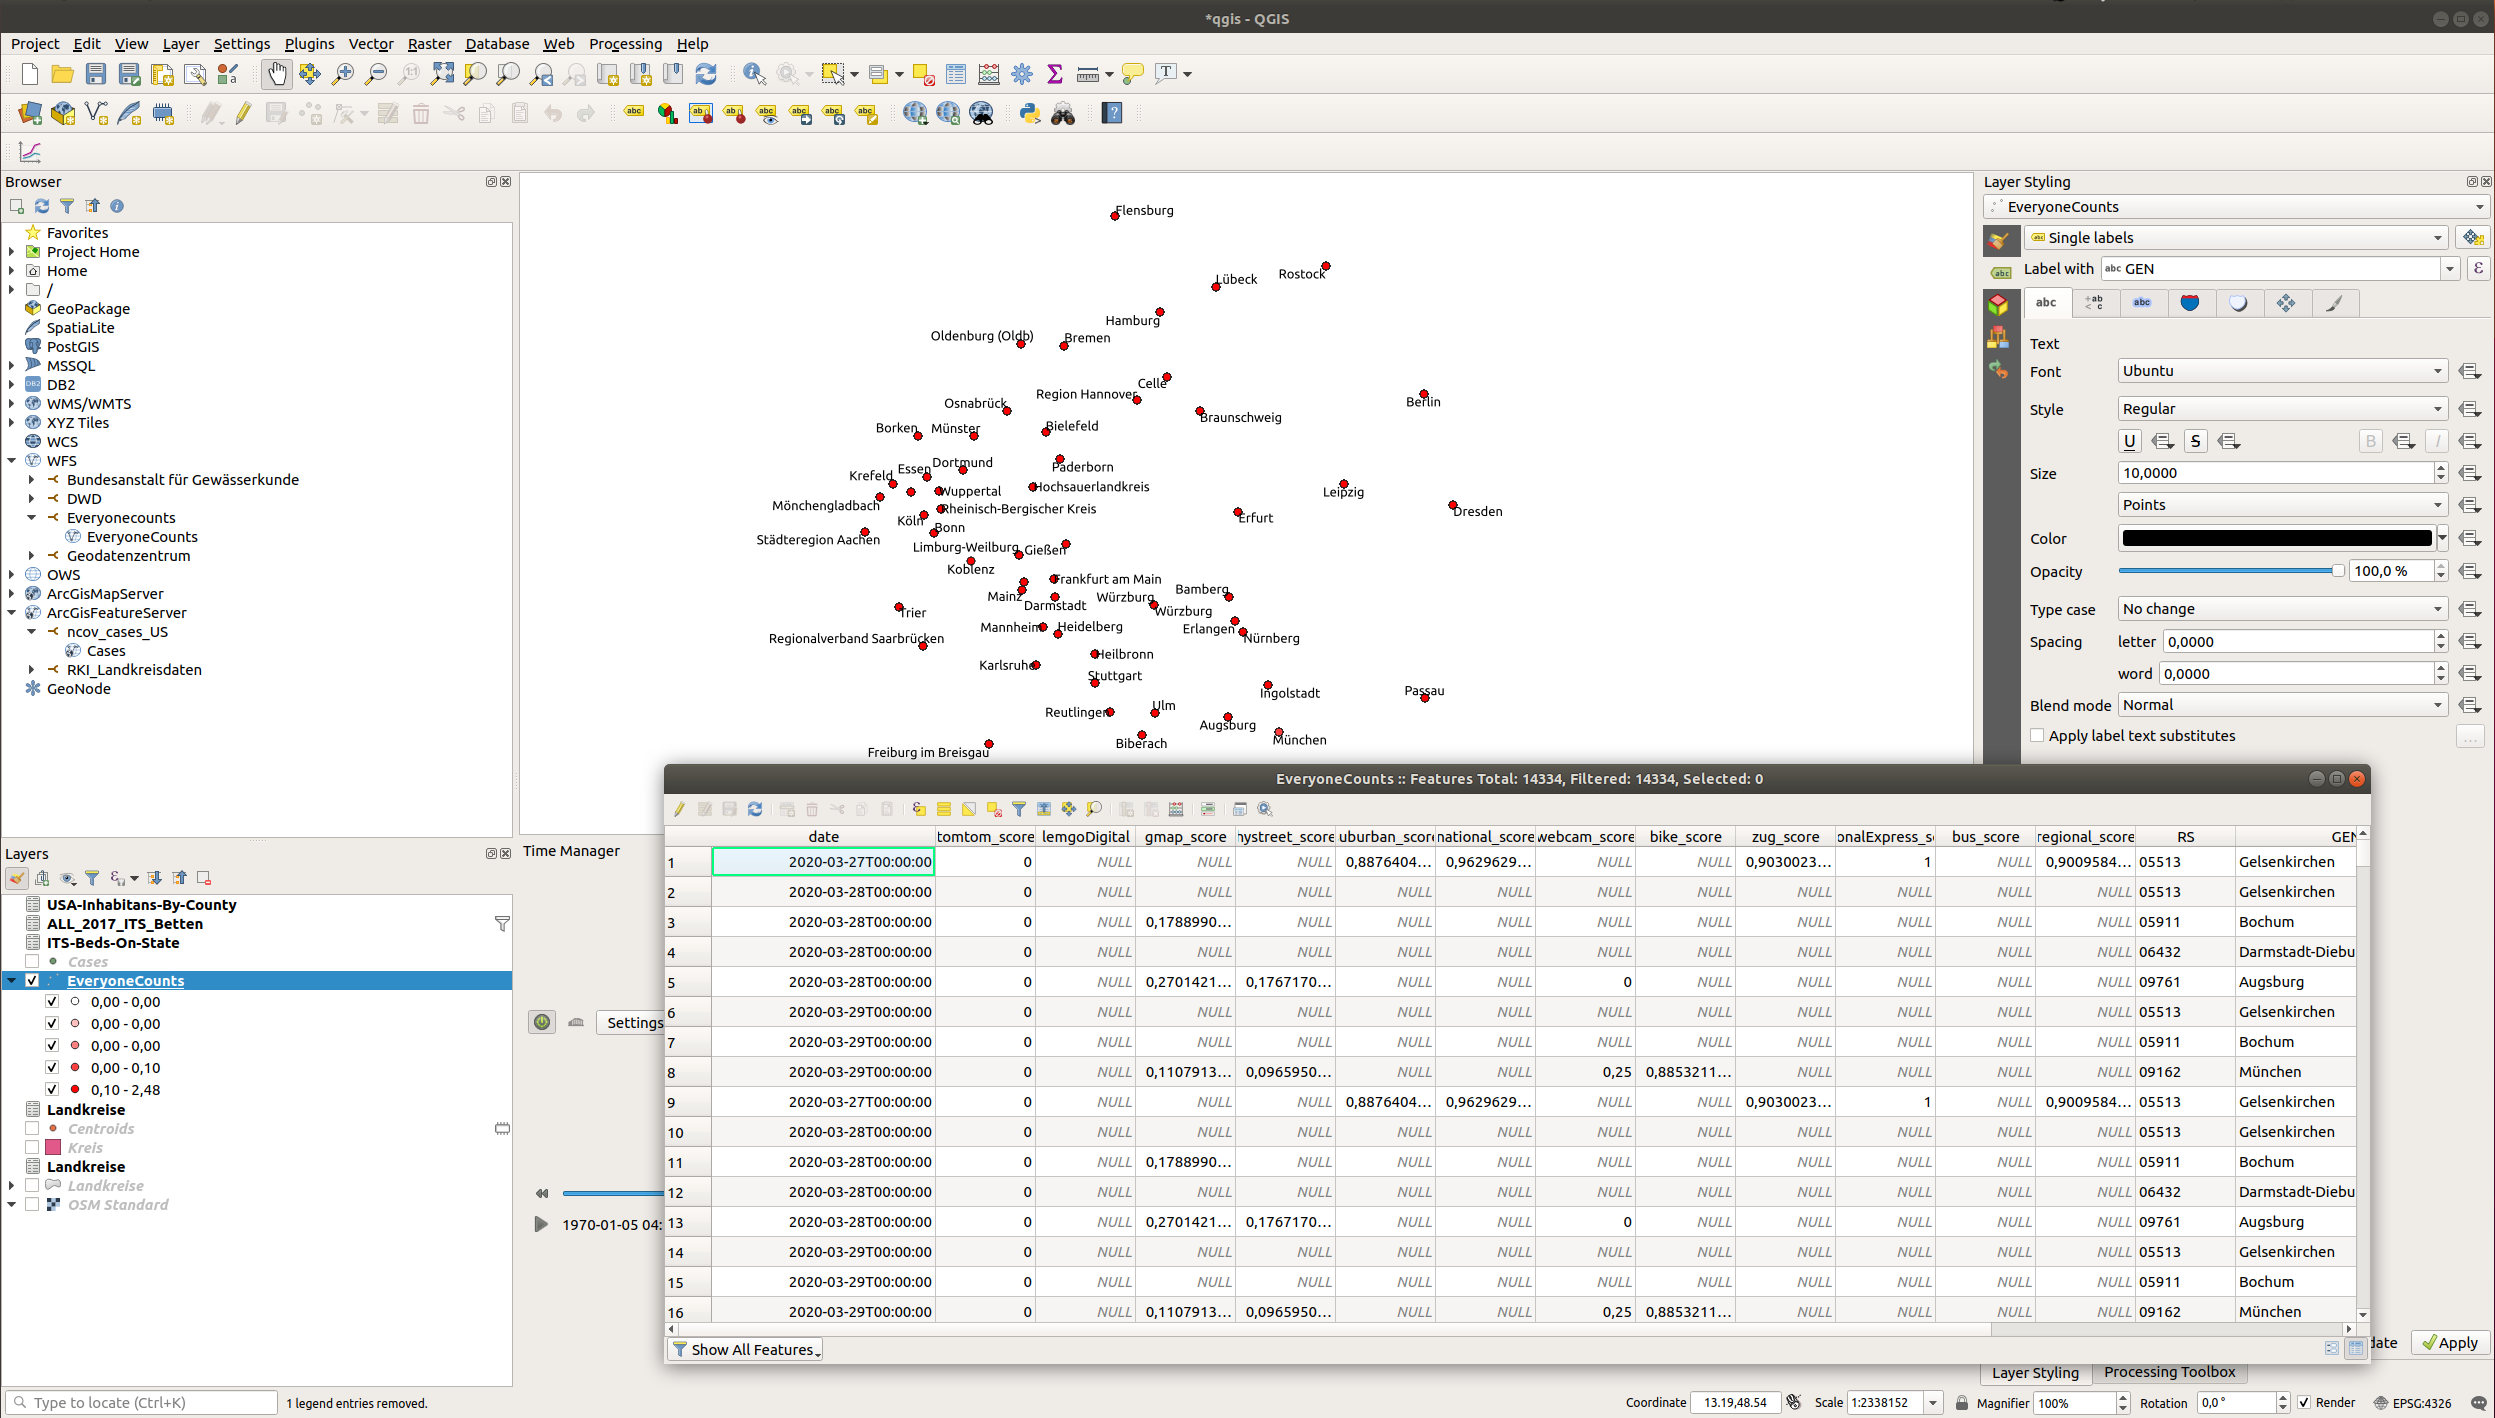 *qgis - QGIS
Project Edit View Layer Settings Plugins Vector Raster Database Web Processing Help
Browser
Favorites
Project Home
Home
/
GeoPackage
SpatiaLite
PostGIS
MSSQL
DB2
WMS/WMTS
XYZ Tiles
WCS
WFS
Bundesanstalt für Gewässerkunde
DWD
Everyonecounts
EveryoneCounts
Geodatenzentrum
OWS
ArcGisMapServer
ArcGisFeatureServer
ncov_cases_US
Cases
RKI_Landkreisdaten
GeoNode
Layers
USA-Inhabitans-By-County
ALL_2017_ITS_Betten
ITS-Beds-On-State
Cases
EveryoneCounts
0,00 - 0,00
0,00 - 0,00
0,00 - 0,00
0,00 - 0,10
0,10 - 2,48
Landkreise
Centroids
Kreis
Landkreise
Landkreise
OSM Standard
Flensburg
Rostock
Lübeck
Hamburg
Oldenburg (Oldb)
Bremen
Celle
Region Hannover
Berlin
Osnabrück
Braunschweig
Borken
Münster
Bielefeld
Dortmund
Essen
Paderborn
Krefeld
Hochsauerlandkreis
Wuppertal
Leipzig
Mönchengladbach
Rheinisch-Bergischer Kreis
Dresden
Köln
Erfurt
Bonn
Städteregion Aachen
Limburg-Weilburg
Gießen
Koblenz
Frankfurt am Main
Bamberg
Mainz
Würzburg
Darmstadt
Würzburg
Trier
Mannheim
Heidelberg
Erlangen
Nürnberg
Regionalverband Saarbrücken
Heilbronn
Karlsruhe
Stuttgart
Ingolstadt
Passau
Ulm
Reutlingen
Augsburg
Biberach
München
Freiburg im Breisgau
Layer Styling
EveryoneCounts
Single labels
Label with abc GEN
Text
Font Ubuntu
Style Regular
U S B I
Size 10,0000
Points
Color
Opacity 100,0 %
Type case No change
Spacing letter 0,0000
word 0,0000
Blend mode Normal
Apply label text substitutes
...
Time Manager
Settings
1970-01-05 04:
EveryoneCounts :: Features Total: 14334, Filtered: 14334, Selected: 0
date tomtom_score lemgoDigital gmap_score hystreet_score uburban_scor national_score webcam_score bike_score zug_score onalExpress_s bus_score regional_score RS GEN
1 2020-03-27T00:00:00 0 NULL NULL NULL 0,8876404... 0,9629629... NULL NULL 0,9030023... 1 NULL 0,9009584... 05513 Gelsenkirchen
2 2020-03-28T00:00:00 0 NULL NULL NULL NULL NULL NULL NULL NULL NULL NULL NULL 05513 Gelsenkirchen
3 2020-03-28T00:00:00 0 NULL 0,1788990... NULL NULL NULL NULL NULL NULL NULL NULL NULL 05911 Bochum
4 2020-03-28T00:00:00 0 NULL NULL NULL NULL NULL NULL NULL NULL NULL NULL NULL 06432 Darmstadt-Diebu
5 2020-03-28T00:00:00 0 NULL 0,2701421... 0,1767170... NULL NULL 0 NULL NULL NULL NULL NULL 09761 Augsburg
6 2020-03-29T00:00:00 0 NULL NULL NULL NULL NULL NULL NULL NULL NULL NULL NULL 05513 Gelsenkirchen
7 2020-03-29T00:00:00 0 NULL NULL NULL NULL NULL NULL NULL NULL NULL NULL NULL 05911 Bochum
8 2020-03-29T00:00:00 0 NULL 0,1107913... 0,0965950... NULL NULL 0,25 0,8853211... NULL NULL NULL NULL 09162 München
9 2020-03-27T00:00:00 0 NULL NULL NULL 0,8876404... 0,9629629... NULL NULL 0,9030023... 1 NULL 0,9009584... 05513 Gelsenkirchen
10 2020-03-28T00:00:00 0 NULL NULL NULL NULL NULL NULL NULL NULL NULL NULL NULL 05513 Gelsenkirchen
11 2020-03-28T00:00:00 0 NULL 0,1788990... NULL NULL NULL NULL NULL NULL NULL NULL NULL 05911 Bochum
12 2020-03-28T00:00:00 0 NULL NULL NULL NULL NULL NULL NULL NULL NULL NULL NULL 06432 Darmstadt-Diebu
13 2020-03-28T00:00:00 0 NULL 0,2701421... 0,1767170... NULL NULL 0 NULL NULL NULL NULL NULL 09761 Augsburg
14 2020-03-29T00:00:00 0 NULL NULL NULL NULL NULL NULL NULL NULL NULL NULL NULL 05513 Gelsenkirchen
15 2020-03-29T00:00:00 0 NULL NULL NULL NULL NULL NULL NULL NULL NULL NULL NULL 05911 Bochum
16 2020-03-29T00:00:00 0 NULL 0,1107913... 0,0965950... NULL NULL 0,25 0,8853211... NULL NULL NULL NULL 09162 München
Show All Features
date Apply
Layer Styling Processing Toolbox
Type to locate (Ctrl+K) 1 legend entries removed. Coordinate 13.19,48.54 Scale 1:2338152 Magnifier 100% Rotation 0,0 ° Render EPSG:4326